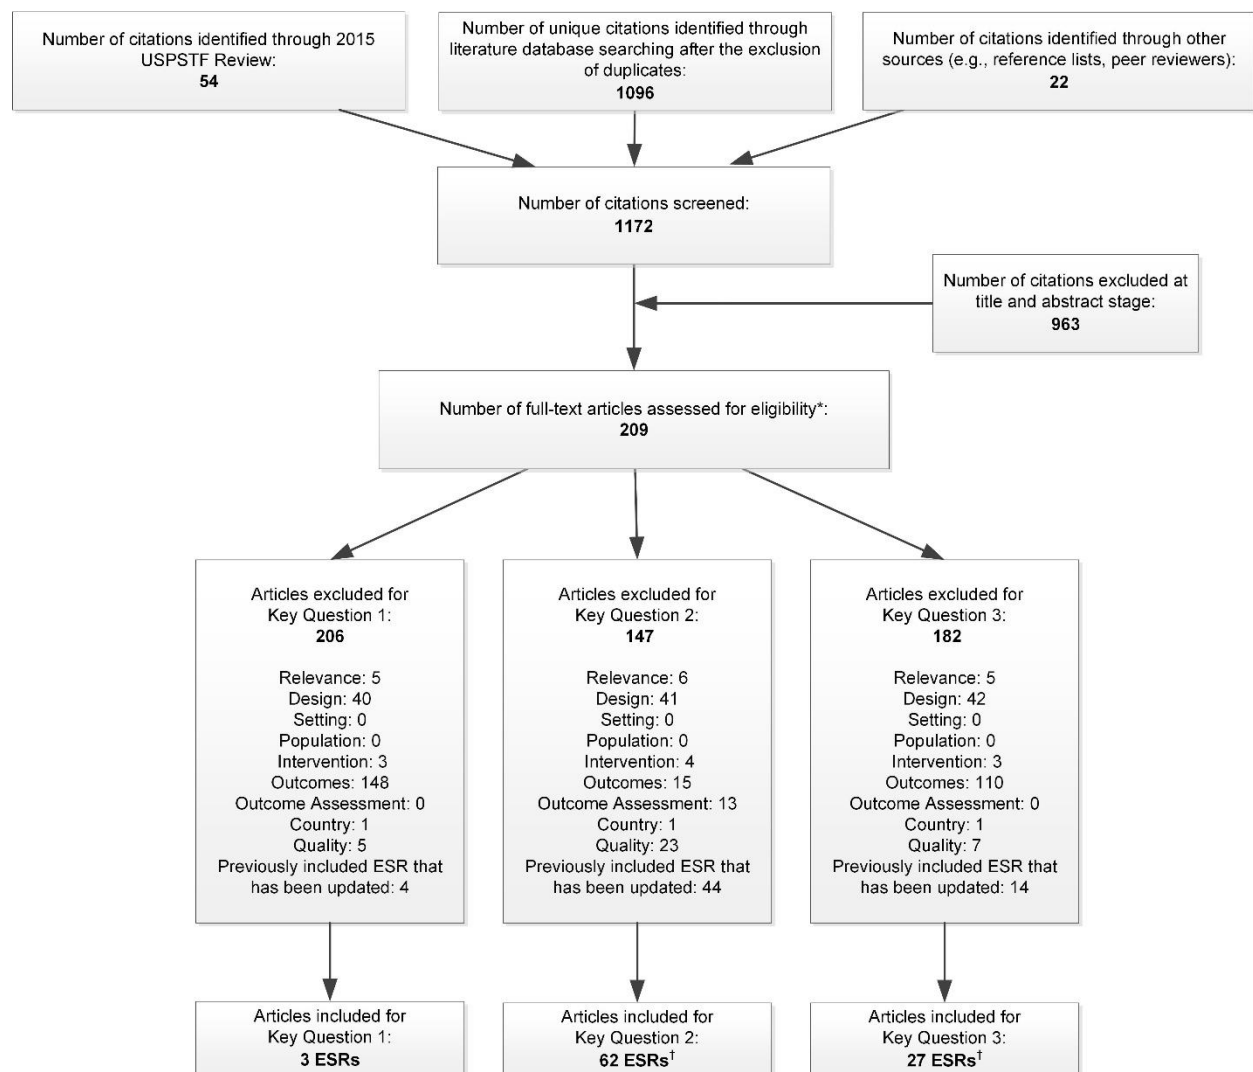 Number of citations identified through 2015
USPSTF Review:
54
Number of unique citations identified through
literature database searching after the exclusion
of duplicates:
1096
Number of citations identified through other
sources (e.g., reference lists, peer reviewers):
22
Number of citations screened:
1172
Number of citations excluded at
title and abstract stage:
963
Number of full-text articles assessed for eligibility*:
209
Articles excluded for
Key Question 1:
206
Relevance: 5
Design: 40
Setting: 0
Population: 0
Intervention: 3
Outcomes: 148
Outcome Assessment: 0
Country: 1
Quality: 5
Previously included ESR that
has been updated: 4
Articles excluded for
Key Question 2:
147
Relevance: 6
Design: 41
Setting: 0
Population: 0
Intervention: 4
Outcomes: 15
Outcome Assessment: 13
Country: 1
Quality: 23
Previously included ESR that
has been updated: 44
Articles excluded for
Key Question 3:
182
Relevance: 5
Design: 42
Setting: 0
Population: 0
Intervention: 3
Outcomes: 110
Outcome Assessment: 0
Country: 1
Quality: 7
Previously included ESR that
has been updated: 14
Articles included for
Key Question 1:
3 ESRs
Articles included for
Key Question 2:
62 ESRs†
Articles included for
Key Question 3:
27 ESRs†